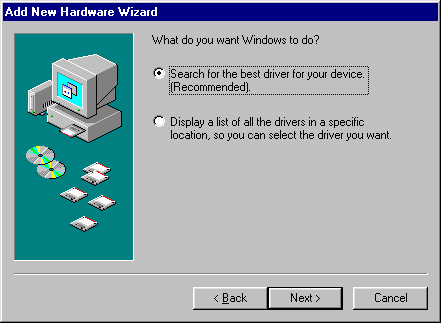 Add New Hardware Wizard
What do you want Windows to do?
Search for the best driver for your device.
(Recommended).
Display a list of all the drivers in a specific
location, so you can select the driver you want.
< Back
Next >
Cancel